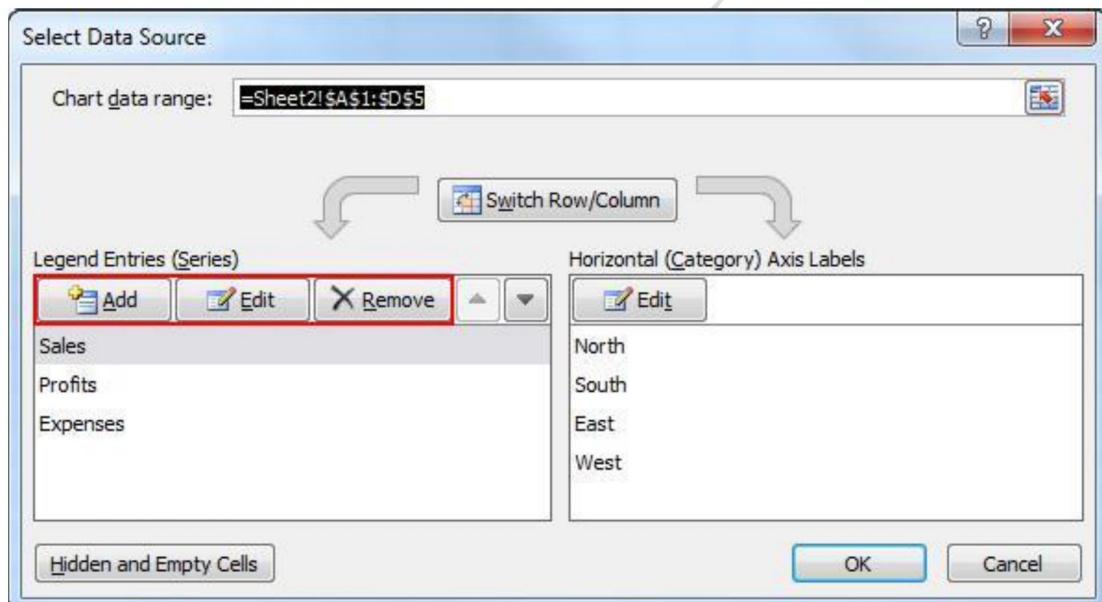 Select Data Source
Chart data range: =Sheet2!$A$1:$D$5
Switch Row/Column
Legend Entries (Series)
Add Edit Remove
Sales
Profits
Expenses
Horizontal (Category) Axis Labels
Edit
North
South
East
West
Hidden and Empty Cells
OK Cancel